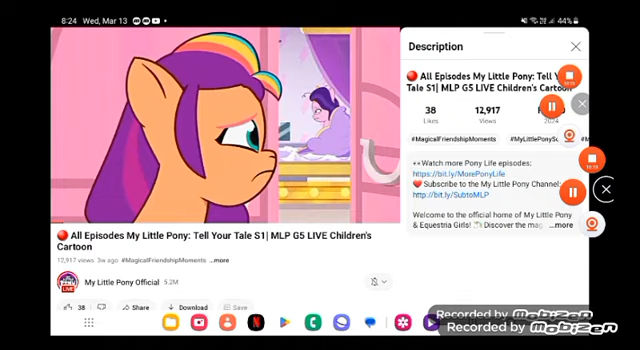 8:24 Wed, Mar 13
44%
Description
🔴 All Episodes My Little Pony: Tell
Tale S1| MLP G5 LIVE Children's
Cartoon
38
12,917
Likes
Views
2024
#MagicalFriendshipMoments
👀Watch more Pony Life episodes:
https://bit.ly/MorePonyLife
🔴 Subscribe to the My Little Pony Channel:
http://bit.ly/SubtoMLP
Welcome to the official home of My Little Pony
& Equestria Girls! Discover the mag ...more
🔴 All Episodes My Little Pony: Tell Your Tale S1| MLP G5 LIVE Children's
Cartoon
12,917 views 3w ago #MagicalFriendshipMoments ...more
LIVE
My Little Pony Official 5.2M
38
Share
Download
Save
Recorded by Mobizen
Recorded by Mobizen